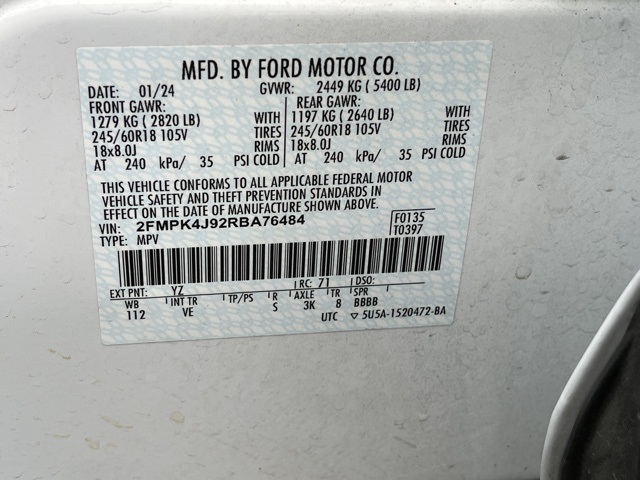 MFD. BY FORD MOTOR CO.
DATE: 01/24 GVWR: 2449 KG ( 5400 LB)
FRONT GAWR: REAR GAWR:
1279 KG ( 2820 LB) WITH 1197 KG ( 2640 LB)
245/60R18 105V TIRES 245/60R18 105V
18x8.0J RIMS 18x8.0J
AT 240 kPa/ 35 PSI COLD AT 240 kPa/ 35 PSI COLD
THIS VEHICLE CONFORMS TO ALL APPLICABLE FEDERAL MOTOR
VEHICLE SAFETY AND THEFT PREVENTION STANDARDS IN
EFFECT ON THE DATE OF MANUFACTURE SHOWN ABOVE.
VIN: 2FMPK4J92RBA76484 F0135
TYPE: MPV T0397
EXT PNT: YZ RC: 71 DSO:
WB INT TR TP/PS R AXLE TR SPR
112 VE S 3K 8 BBBB
UTC ▽ 5U5A-1520472-BA